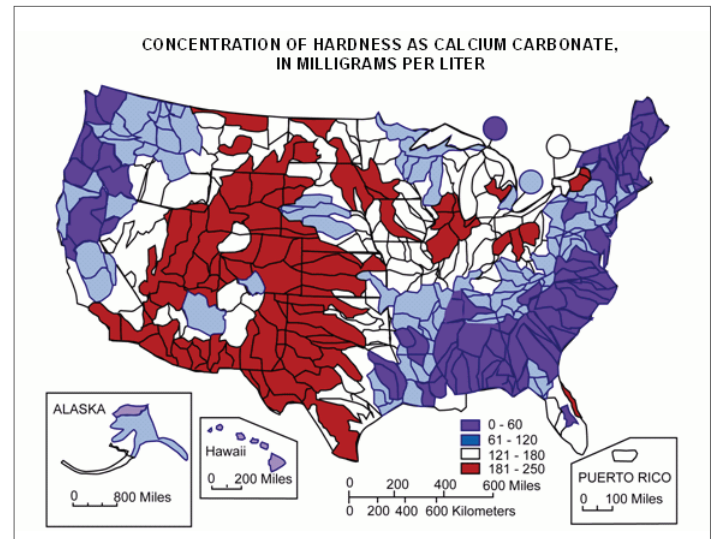 CONCENTRATION OF HARDNESS AS CALCIUM CARBONATE,
IN MILLIGRAMS PER LITER
ALASKA
0 800 Miles
Hawaii
0 200 Miles
0 - 60
61 - 120
121 - 180
181 - 250
0 200 400 600 Miles
0 200 400 600 Kilometers
PUERTO RICO
0 100 Miles